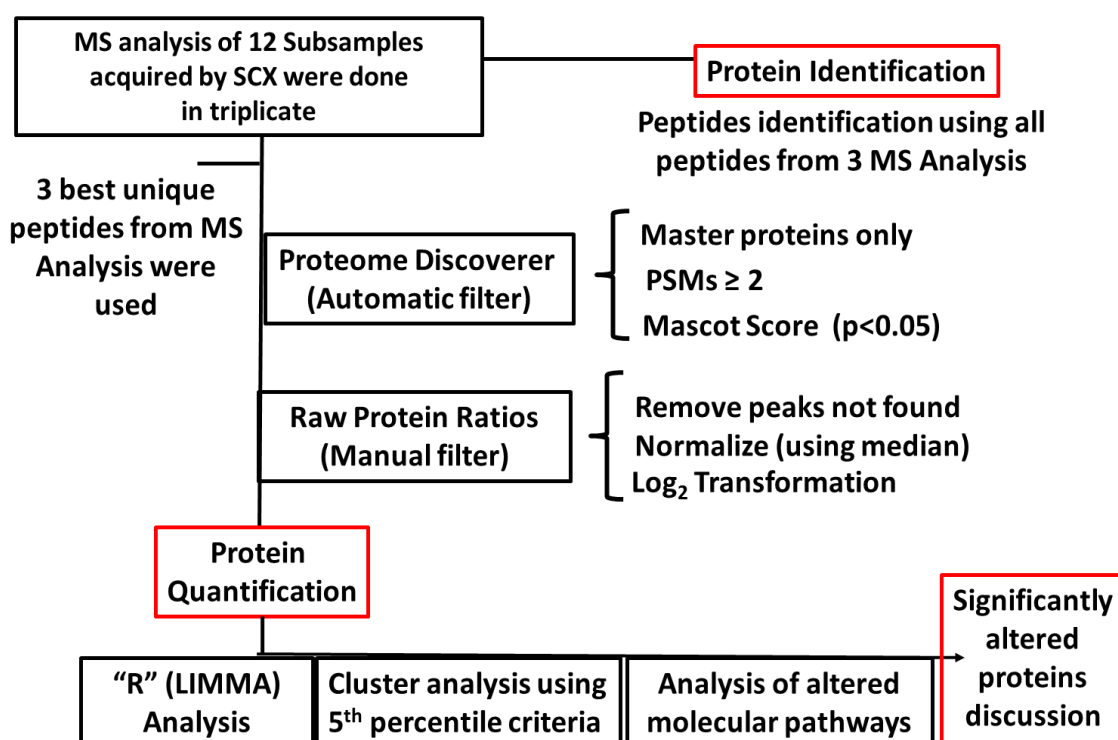 MS analysis of 12 Subsamples
acquired by SCX were done
in triplicate
Protein Identification
Peptides identification using all
peptides from 3 MS Analysis
3 best unique
peptides from MS
Analysis were
used
Proteome Discoverer
(Automatic filter)
Master proteins only
PSMs ≥ 2
Mascot Score (p<0.05)
Raw Protein Ratios
(Manual filter)
Remove peaks not found
Normalize (using median)
Log₂ Transformation
Protein
Quantification
“R” (LIMMA)
Analysis
Cluster analysis using
5th percentile criteria
Analysis of altered
molecular pathways
Significantly
altered
proteins
discussion